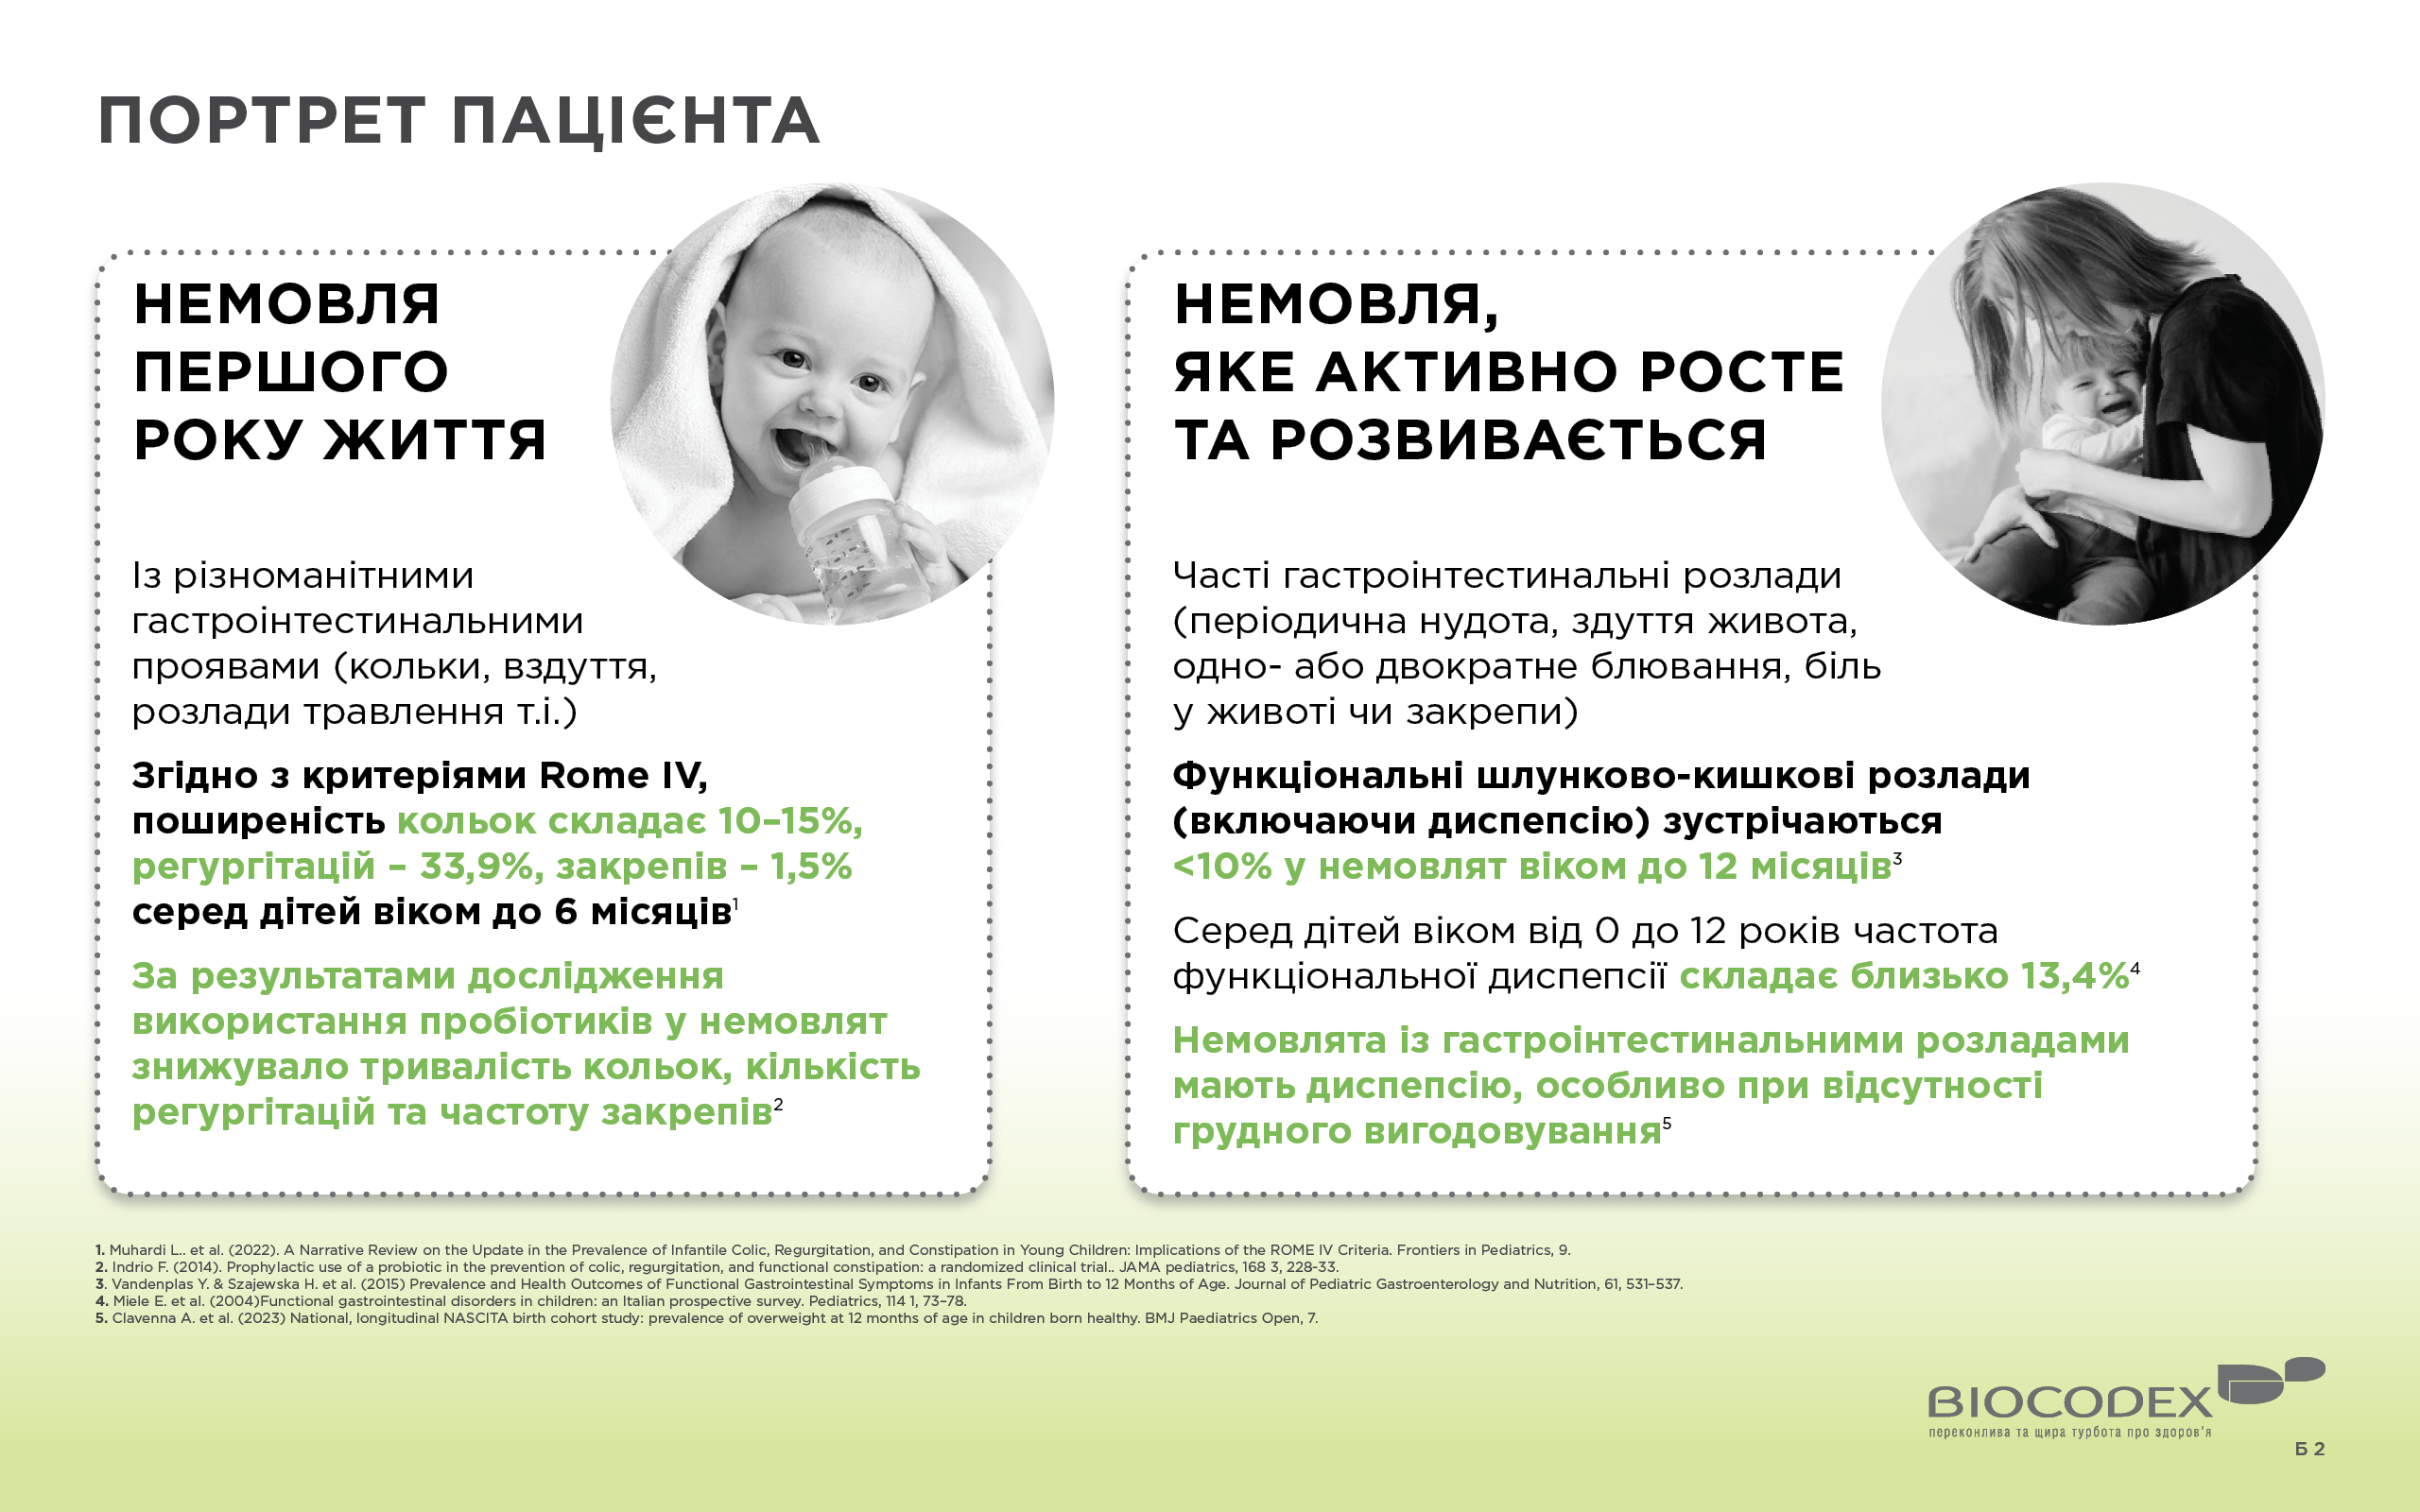 ПОРТРЕТ ПАЦІЄНТА
НЕМОВЛЯ
ПЕРШОГО
РОКУ ЖИТТЯ
Із різноманітними
гастроінтестинальними
проявами (кольки, вздуття,
розлади травлення т.і.)
Згідно з критеріями Rome IV,
поширеність кольок складає 10–15%,
регургітацій – 33,9%, закрепів – 1,5%
серед дітей віком до 6 місяців1
За результатами дослідження
використання пробіотиків у немовлят
знижувало тривалість кольок, кількість
регургітацій та частоту закрепів2
НЕМОВЛЯ,
ЯКЕ АКТИВНО РОСТЕ
ТА РОЗВИВАЄТЬСЯ
Часті гастроінтестинальні розлади
(періодична нудота, здуття живота,
одно- або двократне блювання, біль
у животі чи закрепи)
Функціональні шлунково-кишкові розлади
(включаючи диспепсію) зустрічаються
<10% у немовлят віком до 12 місяців3
Серед дітей віком від 0 до 12 років частота
функціональної диспепсії складає близько 13,4%4
Немовлята із гастроінтестинальними розладами
мають диспепсію, особливо при відсутності
грудного вигодовування5
1. Muhardi L.. et al. (2022). A Narrative Review on the Update in the Prevalence of Infantile Colic, Regurgitation, and Constipation in Young Children: Implications of the ROME IV Criteria. Frontiers in Pediatrics, 9.
2. Indrio F. (2014). Prophylactic use of a probiotic in the prevention of colic, regurgitation, and functional constipation: a randomized clinical trial.. JAMA pediatrics, 168 3, 228-33.
3. Vandenplas Y. & Szajewska H. et al. (2015) Prevalence and Health Outcomes of Functional Gastrointestinal Symptoms in Infants From Birth to 12 Months of Age. Journal of Pediatric Gastroenterology and Nutrition, 61, 531–537.
4. Miele E. et al. (2004)Functional gastrointestinal disorders in children: an Italian prospective survey. Pediatrics, 114 1, 73–78.
5. Clavenna A. et al. (2023) National, longitudinal NASCITA birth cohort study: prevalence of overweight at 12 months of age in children born healthy. BMJ Paediatrics Open, 7.
BIOCODEX
переконлива та щира турбота про здоров'я
Б 2